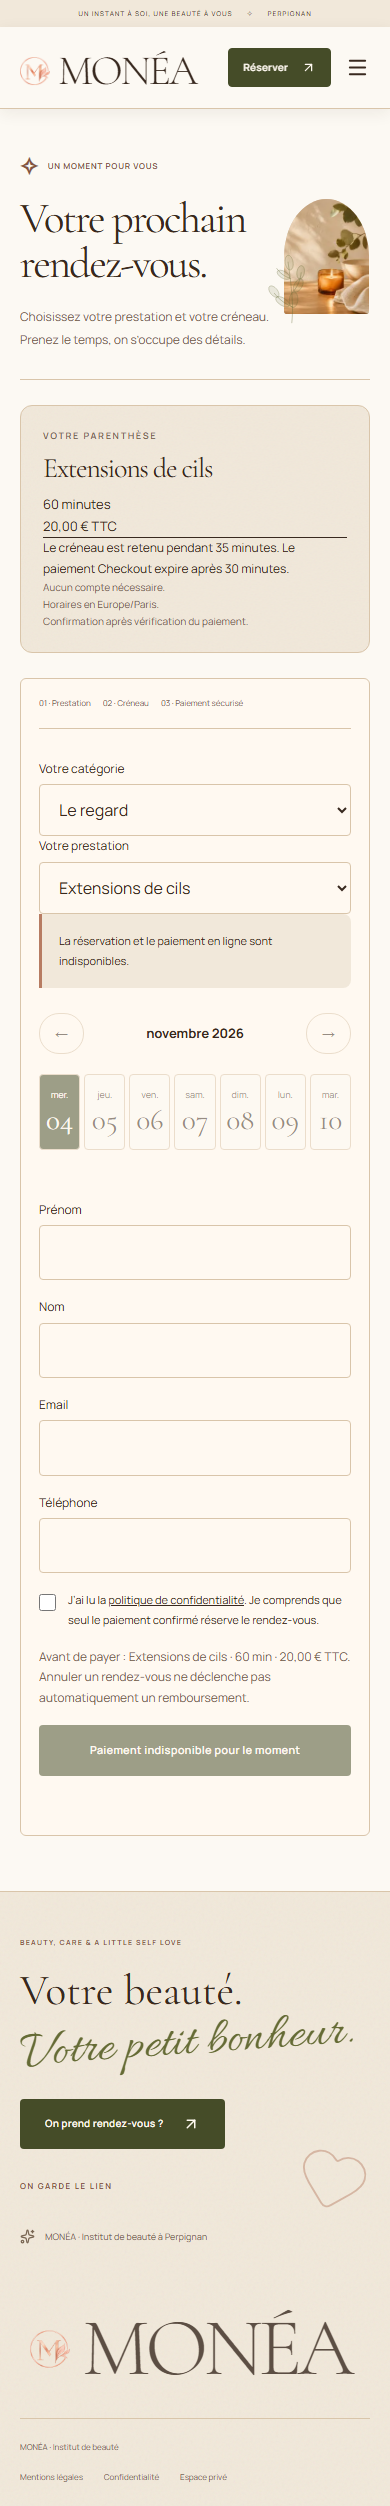 UN INSTANT À SOI, UNE BEAUTÉ À VOUS ✧ PERPIGNAN
M MONÉA
Réserver
UN MOMENT POUR VOUS
Votre prochain
rendez-vous.
Choisissez votre prestation et votre créneau.
Prenez le temps, on s'occupe des détails.
VOTRE PARENTHÈSE
Extensions de cils
60 minutes
20,00 € TTC
Le créneau est retenu pendant 35 minutes. Le
paiement Checkout expire après 30 minutes.
Aucun compte nécessaire.
Horaires en Europe/Paris.
Confirmation après vérification du paiement.
01 · Prestation 02 · Créneau 03 · Paiement sécurisé
Votre catégorie
Le regard
Votre prestation
Extensions de cils
La réservation et le paiement en ligne sont
indisponibles.
← novembre 2026 →
mer. jeu. ven. sam. dim. lun. mar.
04 05 06 07 08 09 10
Prénom
Nom
Email
Téléphone
J'ai lu la politique de confidentialité. Je comprends que
seul le paiement confirmé réserve le rendez-vous.
Avant de payer : Extensions de cils · 60 min · 20,00 € TTC.
Annuler un rendez-vous ne déclenche pas
automatiquement un remboursement.
Paiement indisponible pour le moment
BEAUTY, CARE & A LITTLE SELF LOVE
Votre beauté.
Votre petit bonheur.
On prend rendez-vous ?
ON GARDE LE LIEN
MONÉA · Institut de beauté à Perpignan
M MONÉA
MONÉA · Institut de beauté
Mentions légales Confidentialité Espace privé